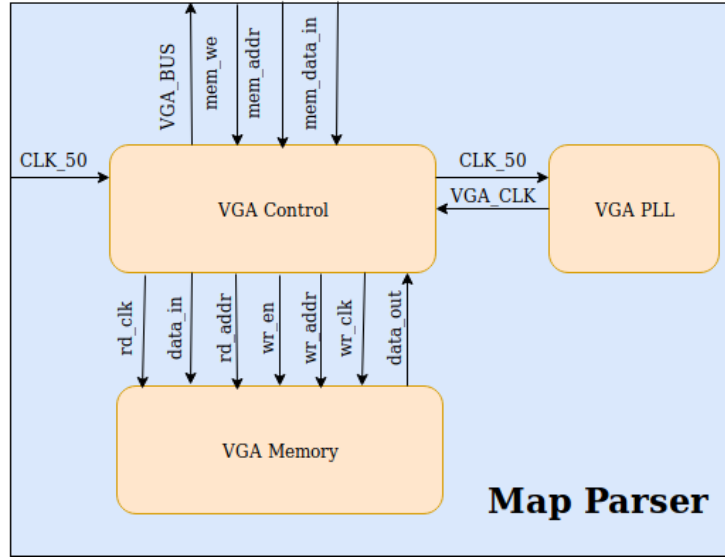 VGA_BUS
mem_we
mem_addr
mem_data_in
CLK_50
VGA Control
CLK_50
VGA_CLK
VGA PLL
rd_clk
data_in
rd_addr
wr_en
wr_addr
wr_clk
data_out
VGA Memory
Map Parser